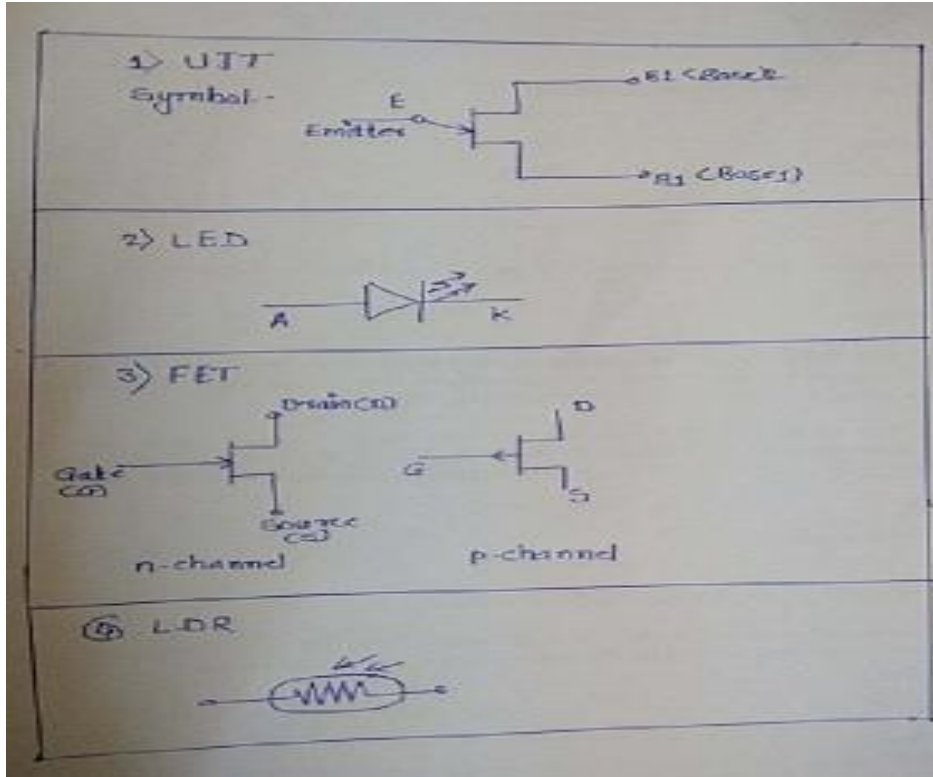 1) UJT
Symbol-
E
Emitter
B1 (Base1)
2) LED
A
K
3) FET
Drain(D)
D
Gate
(G)
G
Source
(S)
S
n-channel
p-channel
LDR